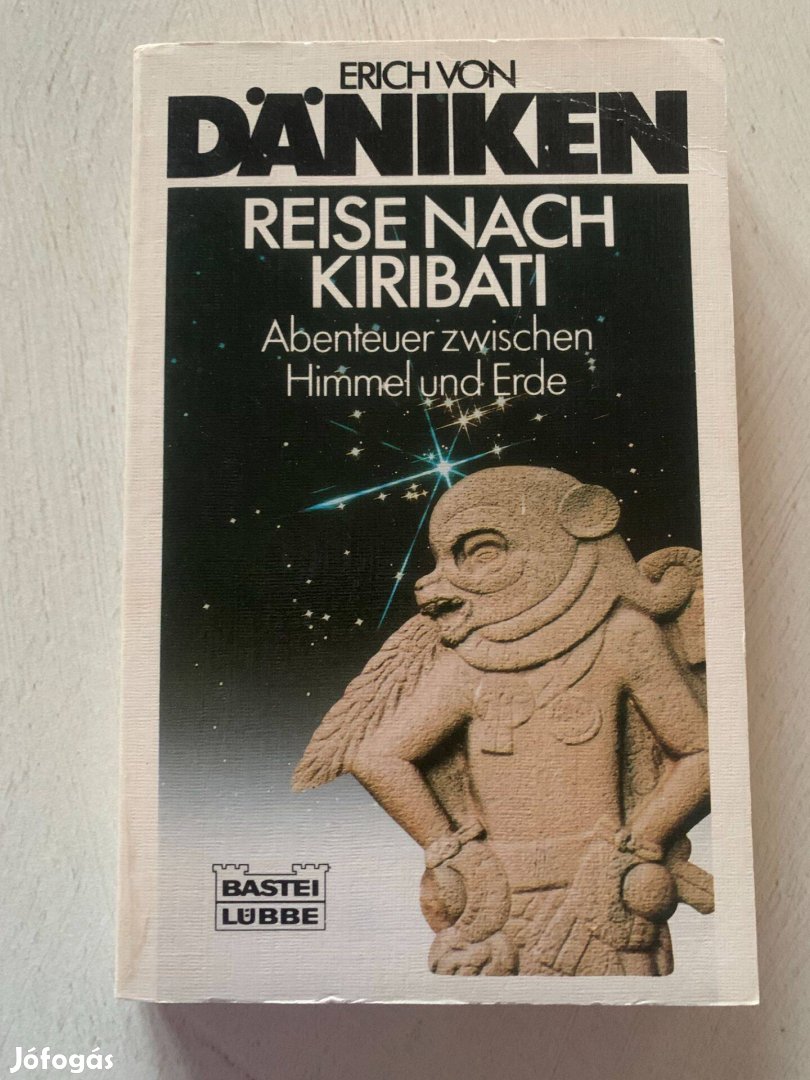 ERICH VON
DÄNIKEN
REISE NACH
KIRIBATI
Abenteuer zwischen
Himmel und Erde
BASTEI
LÜBBE
Jófogás